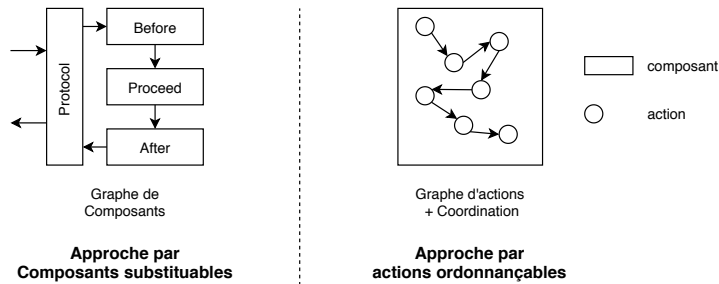 Protocol
Before
Proceed
After
Graphe de
Composants
Approche par
Composants substituables
Graphe d'actions
+ Coordination
Approche par
actions ordonnançables
composant
action